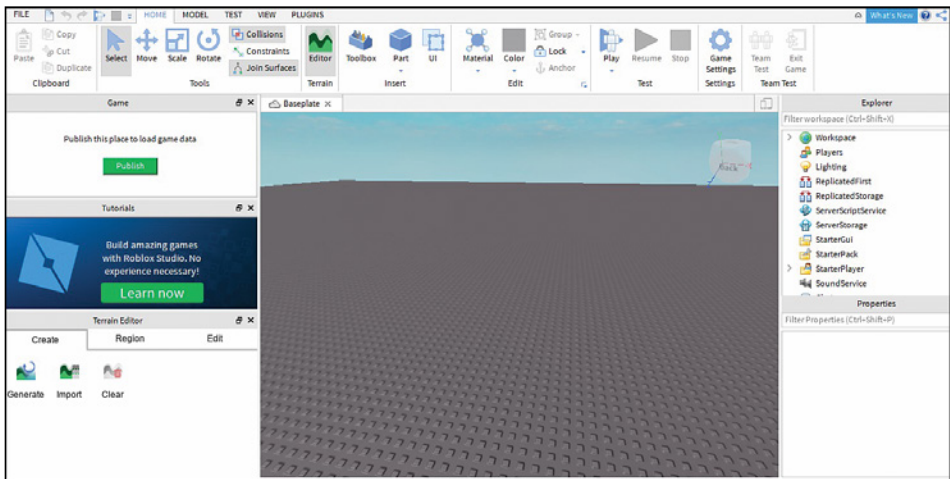 FILE HOME MODEL TEST VIEW PLUGINS What's New
Paste
Copy
Cut
Duplicate
Clipboard
Select Move Scale Rotate
Collisions
Constraints
Join Surfaces
Tools
Editor
Terrain
Toolbox Part UI
Insert
Material Color
Group
Lock
Anchor
Edit
Play Resume Stop
Test
Game
Settings
Settings
Team
Test
Exit
Game
Team Test
Game
Publish this place to load game data
Publish
Tutorials
Build amazing games
with Roblox Studio. No
experience necessary!
Learn now
Terrain Editor
Create Region Edit
Generate Import Clear
Baseplate
Back
Explorer
Filter workspace (Ctrl+Shift+X)
Workspace
Players
Lighting
ReplicatedFirst
ReplicatedStorage
ServerScriptService
ServerStorage
StarterGui
StarterPack
StarterPlayer
SoundService
Properties
Filter Properties (Ctrl+Shift+P)